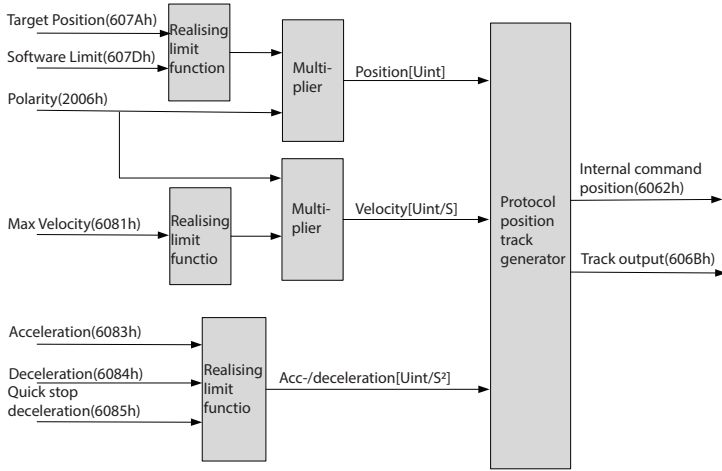 Target Position(607Ah)
Software Limit(607Dh)
Polarity(2006h)
Realising
limit
function
Multi-
plier
Position[Uint]
Max Velocity(6081h)
Realising
limit
functio
Multi-
plier
Velocity[Uint/S]
Acceleration(6083h)
Deceleration(6084h)
Quick stop
deceleration(6085h)
Realising
limit
functio
Acc-/deceleration[Uint/S²]
Protocol
position
track
generator
Internal command
position(6062h)
Track output(606Bh)